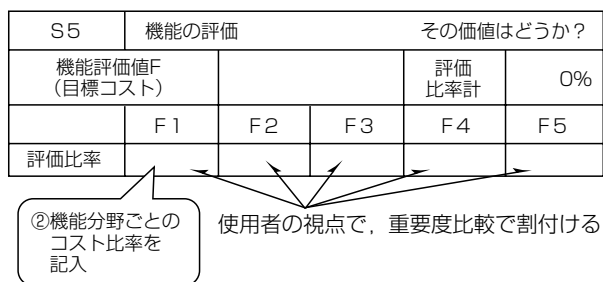 S5 機能の評価 その価値はどうか?
機能評価値F
(目標コスト)
評価
比率計
0%
F1 F2 F3 F4 F5
評価比率
②機能分野ごとの
コスト比率を
記入
使用者の視点で,重要度比較で割付ける